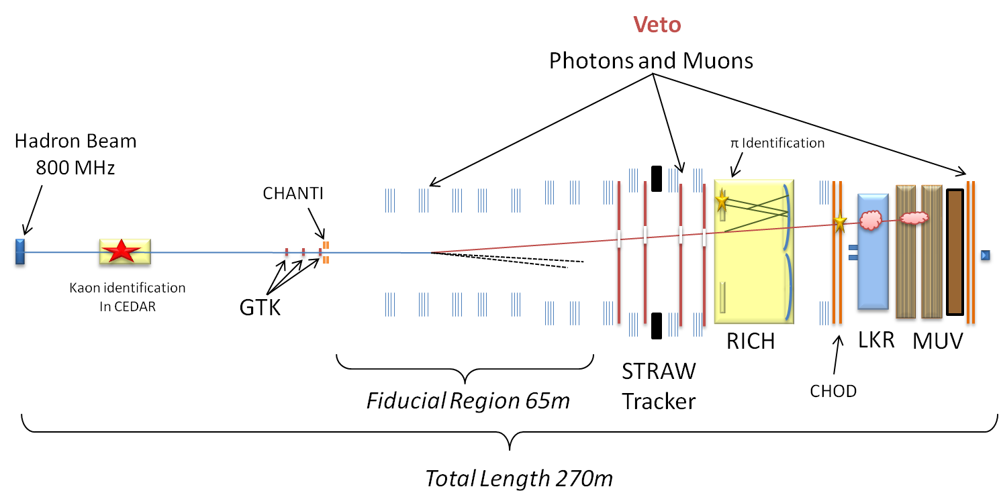 Veto
Photons and Muons
Hadron Beam
800 MHz
π Identification
CHANTI
Kaon identification
In CEDAR
GTK
RICH
LKR
MUV
STRAW
Tracker
CHOD
Fiducial Region 65m
Total Length 270m